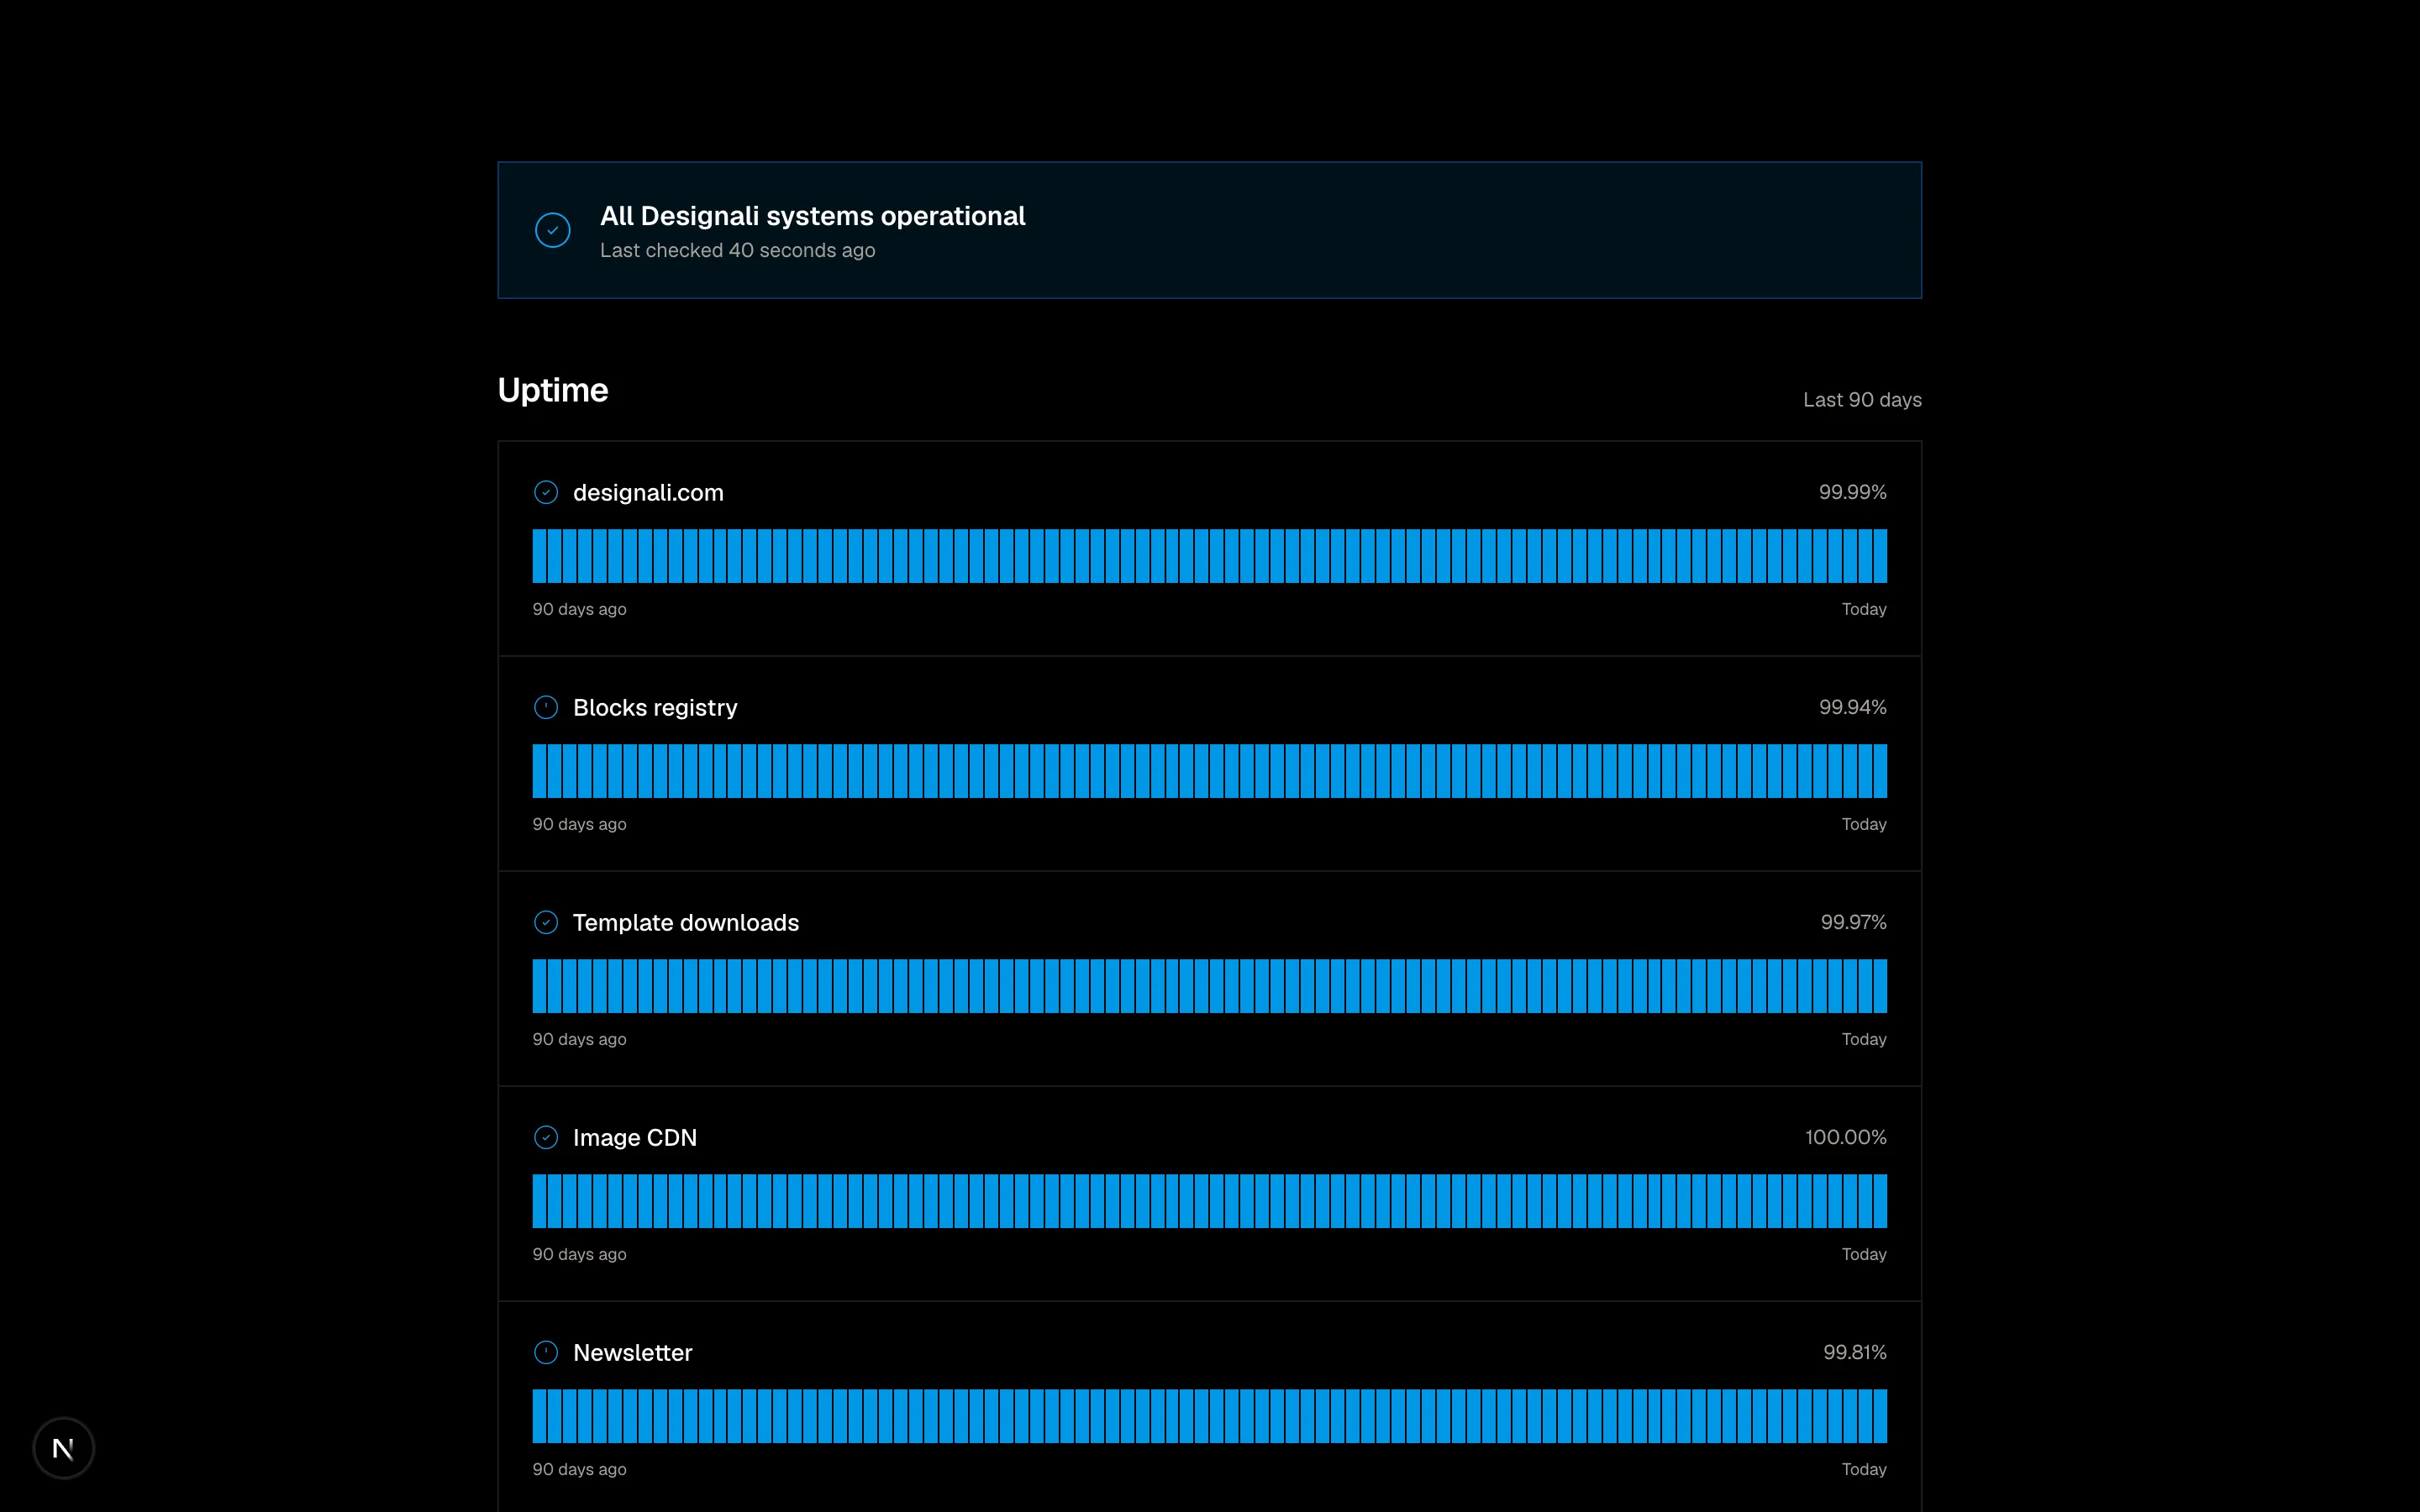 All Designali systems operational
Last checked 40 seconds ago
Uptime
Last 90 days
designali.com
99.99%
90 days ago
Today
Blocks registry
99.94%
90 days ago
Today
Template downloads
99.97%
90 days ago
Today
Image CDN
100.00%
90 days ago
Today
Newsletter
99.81%
90 days ago
Today
N